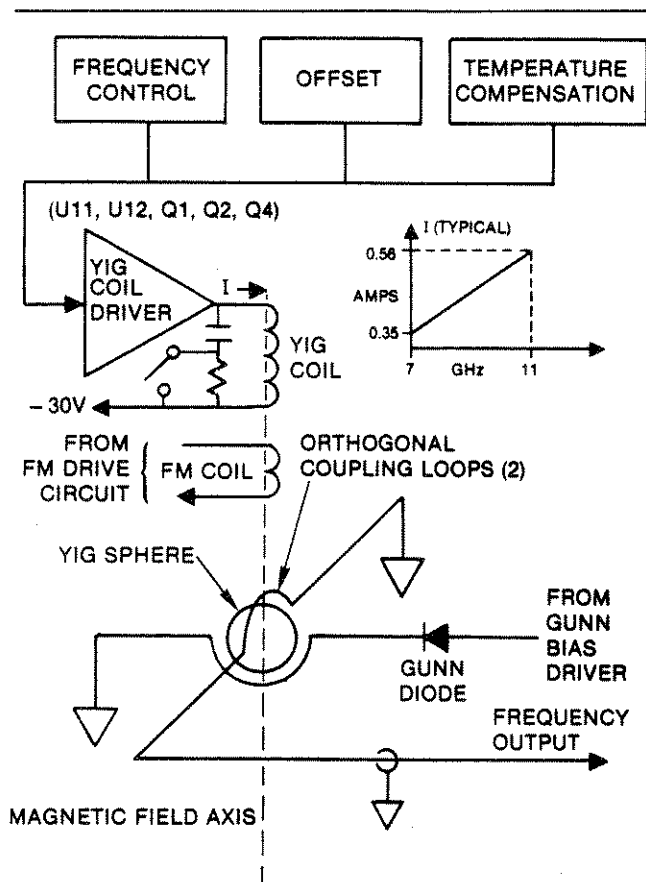 FREQUENCY
CONTROL
OFFSET
TEMPERATURE
COMPENSATION
(U11, U12, Q1, Q2, Q4)
YIG
COIL
DRIVER
I
YIG
COIL
– 30V
I (TYPICAL)
0.56
AMPS
0.35
7
GHz
11
FROM
FM DRIVE
CIRCUIT
FM COIL
ORTHOGONAL
COUPLING LOOPS (2)
YIG SPHERE
FROM
GUNN
BIAS
DRIVER
GUNN
DIODE
FREQUENCY
OUTPUT
MAGNETIC FIELD AXIS